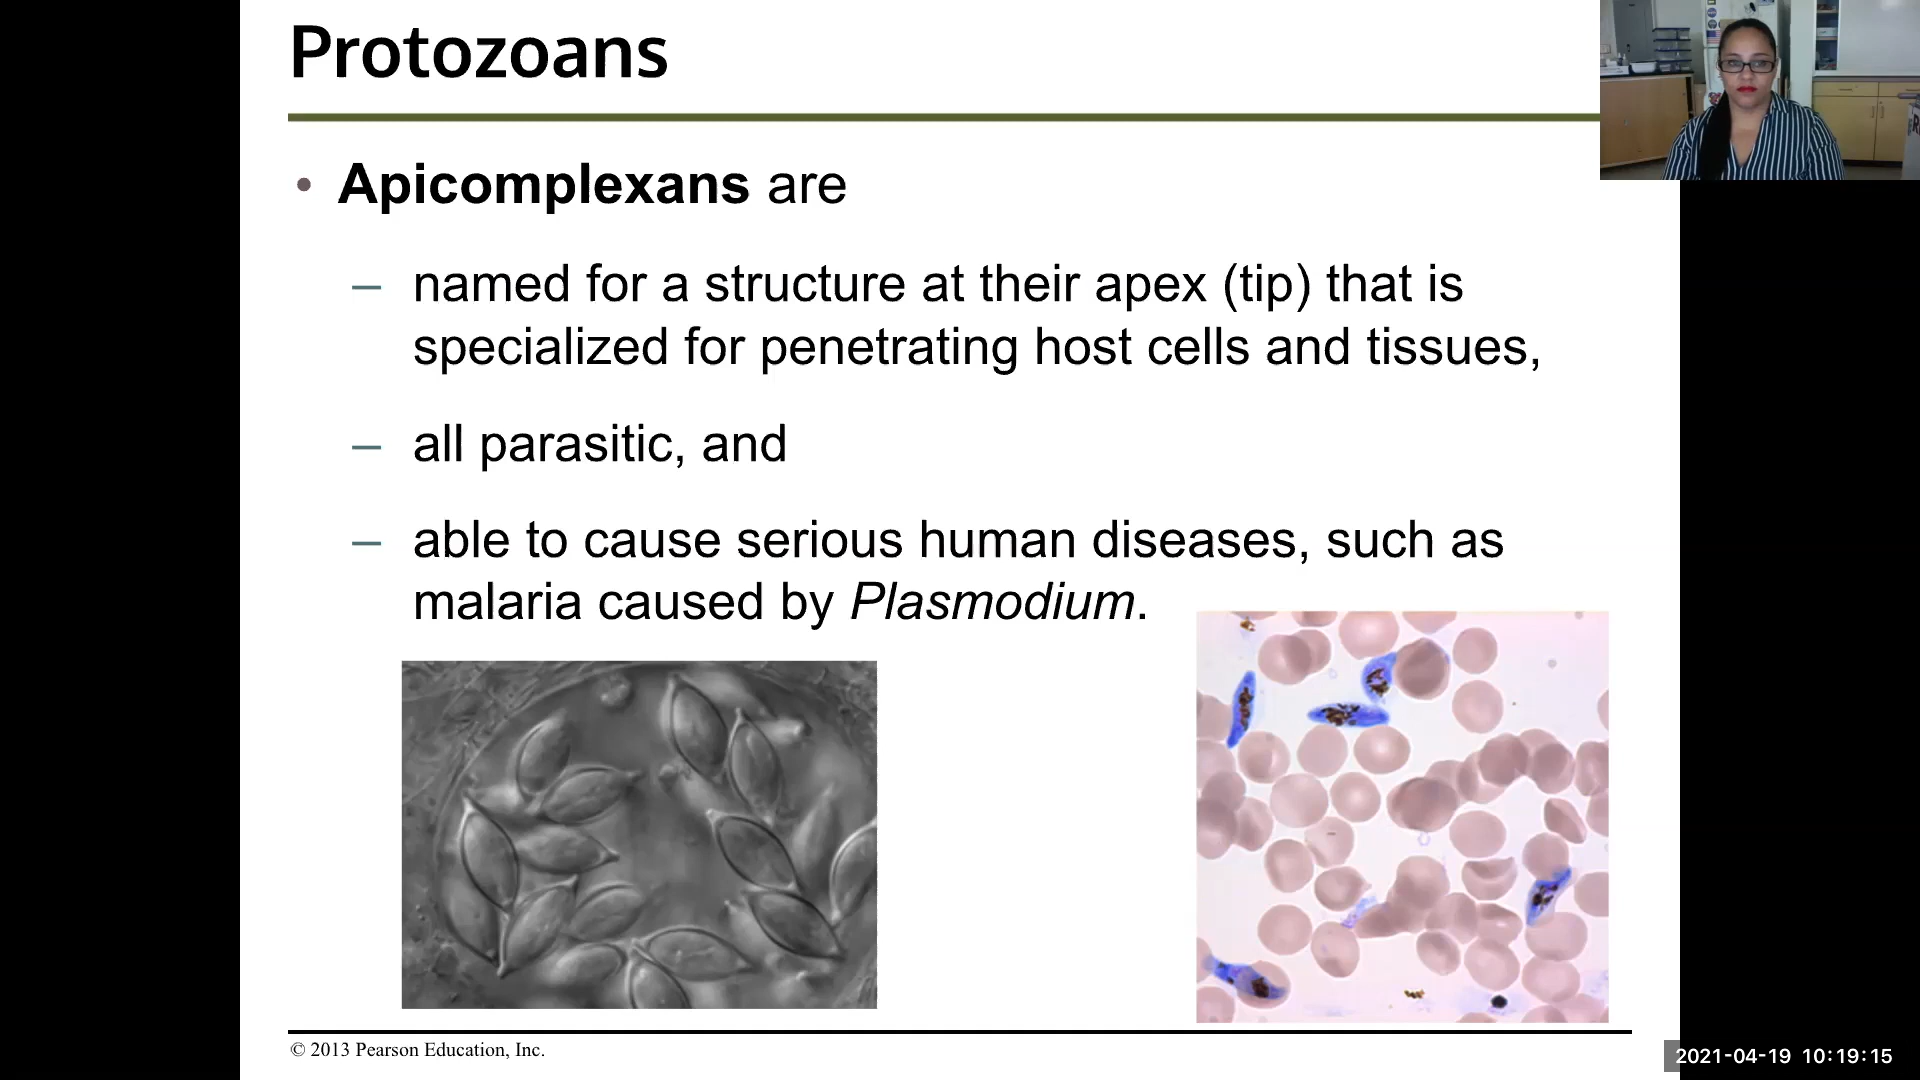 Protozoans
• Apicomplexans are
– named for a structure at their apex (tip) that is
specialized for penetrating host cells and tissues,
– all parasitic, and
– able to cause serious human diseases, such as
malaria caused by Plasmodium.
© 2013 Pearson Education, Inc.
2021-04-19 10:19:15